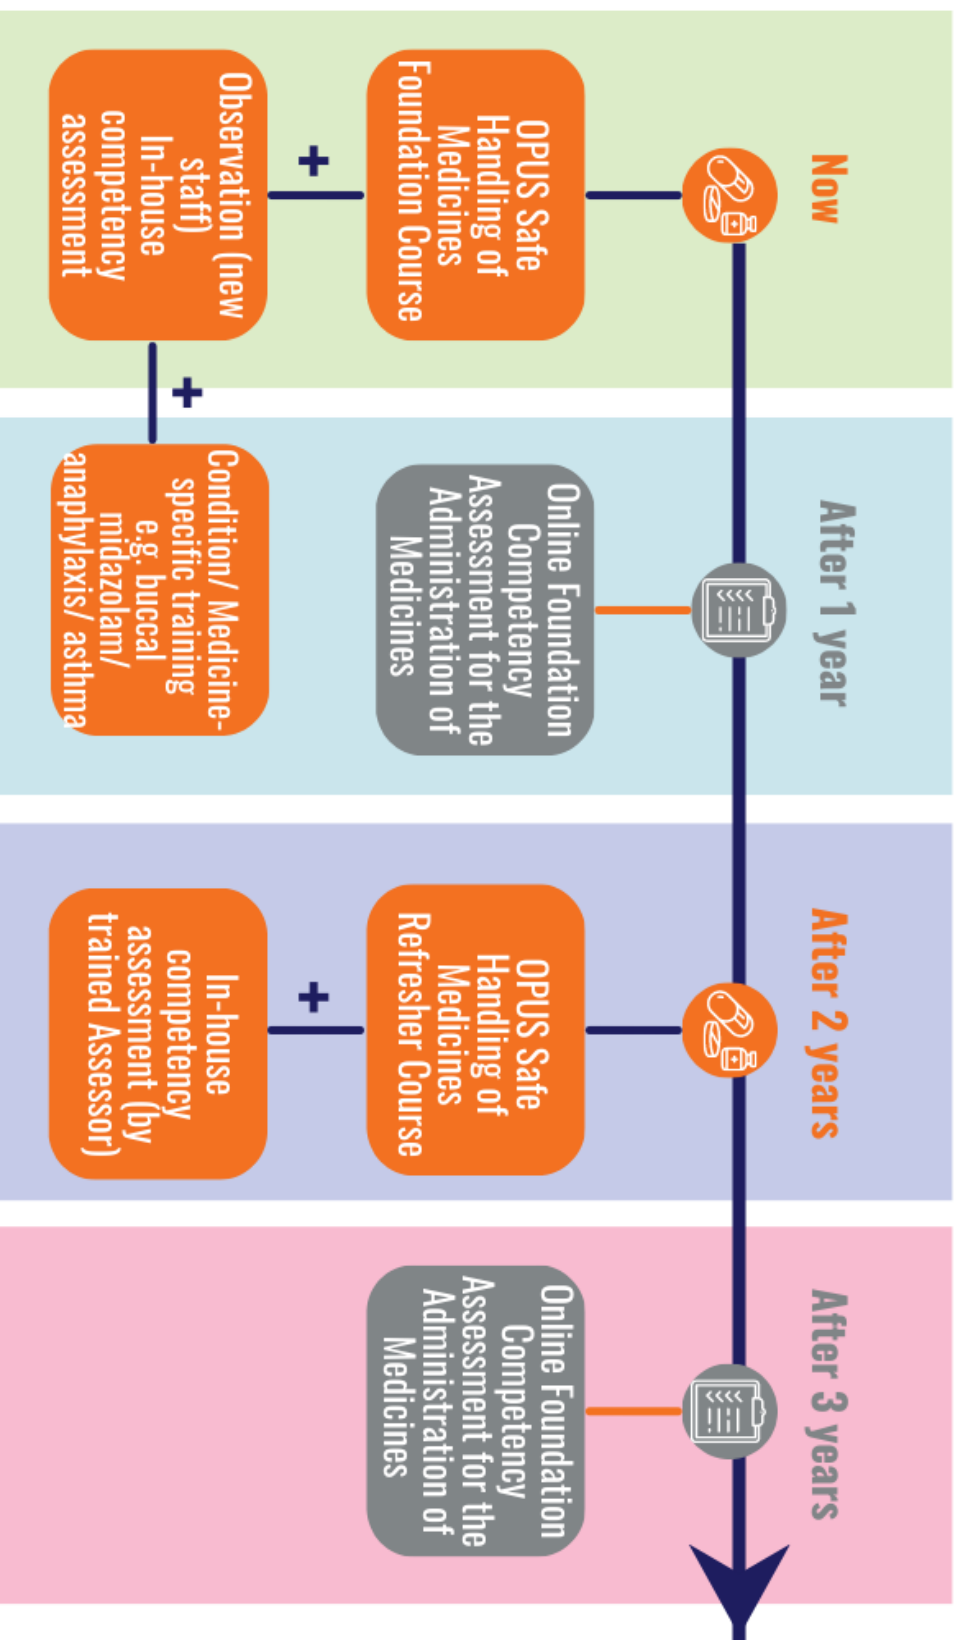 Now
OPUS Safe
Handling of
Medicines
Foundation Course
+
Observation (new
staff)
In-house
competency
assessment
+
Condition/ Medicine-
specific training
e.g. buccal
midazolam/
anaphylaxis/ asthma
After 1 year
Online Foundation
Competency
Assessment for the
Administration of
Medicines
After 2 years
OPUS Safe
Handling of
Medicines
Refresher Course
+
In-house
competency
assessment (by
trained Assessor)
After 3 years
Online Foundation
Competency
Assessment for the
Administration of
Medicines